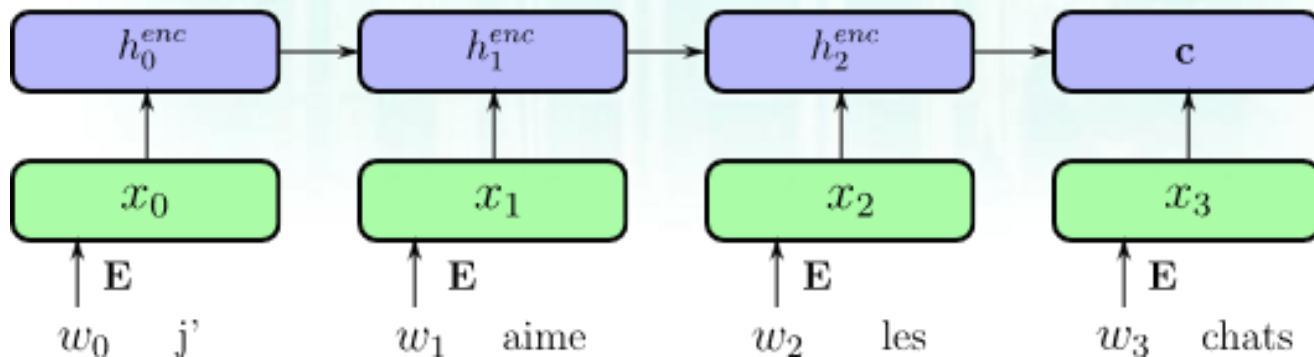 h_0^{enc} h_1^{enc} h_2^{enc} c
x_0 x_1 x_2 x_3
E E E E
w_0 j' w_1 aime w_2 les w_3 chats